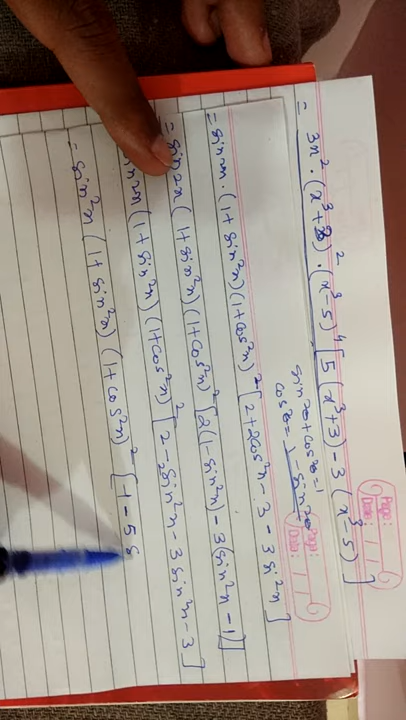 Page:
Date:
= 3x². (x³+3)². (x³-5)⁴ [5(x³+3) - 3(x³-5)]
Page:
Date:
sin²θ+cos²θ=1
cos²θ = 1-sin²θ
= sin2x. (1+sin²x)(1+cos²x)² [2+2cos²x-3-3sin²x]
= sin2x (1+sin²x)(1+cos²x)² [2(1-sin²x)-3(sin²x-1)]
sin2x (1+sin²x)(1+cos²x)² [2-2sin²x-3sin²x-3]
= sin2x (1+sin²x)(1+cos²x)² [1-5s